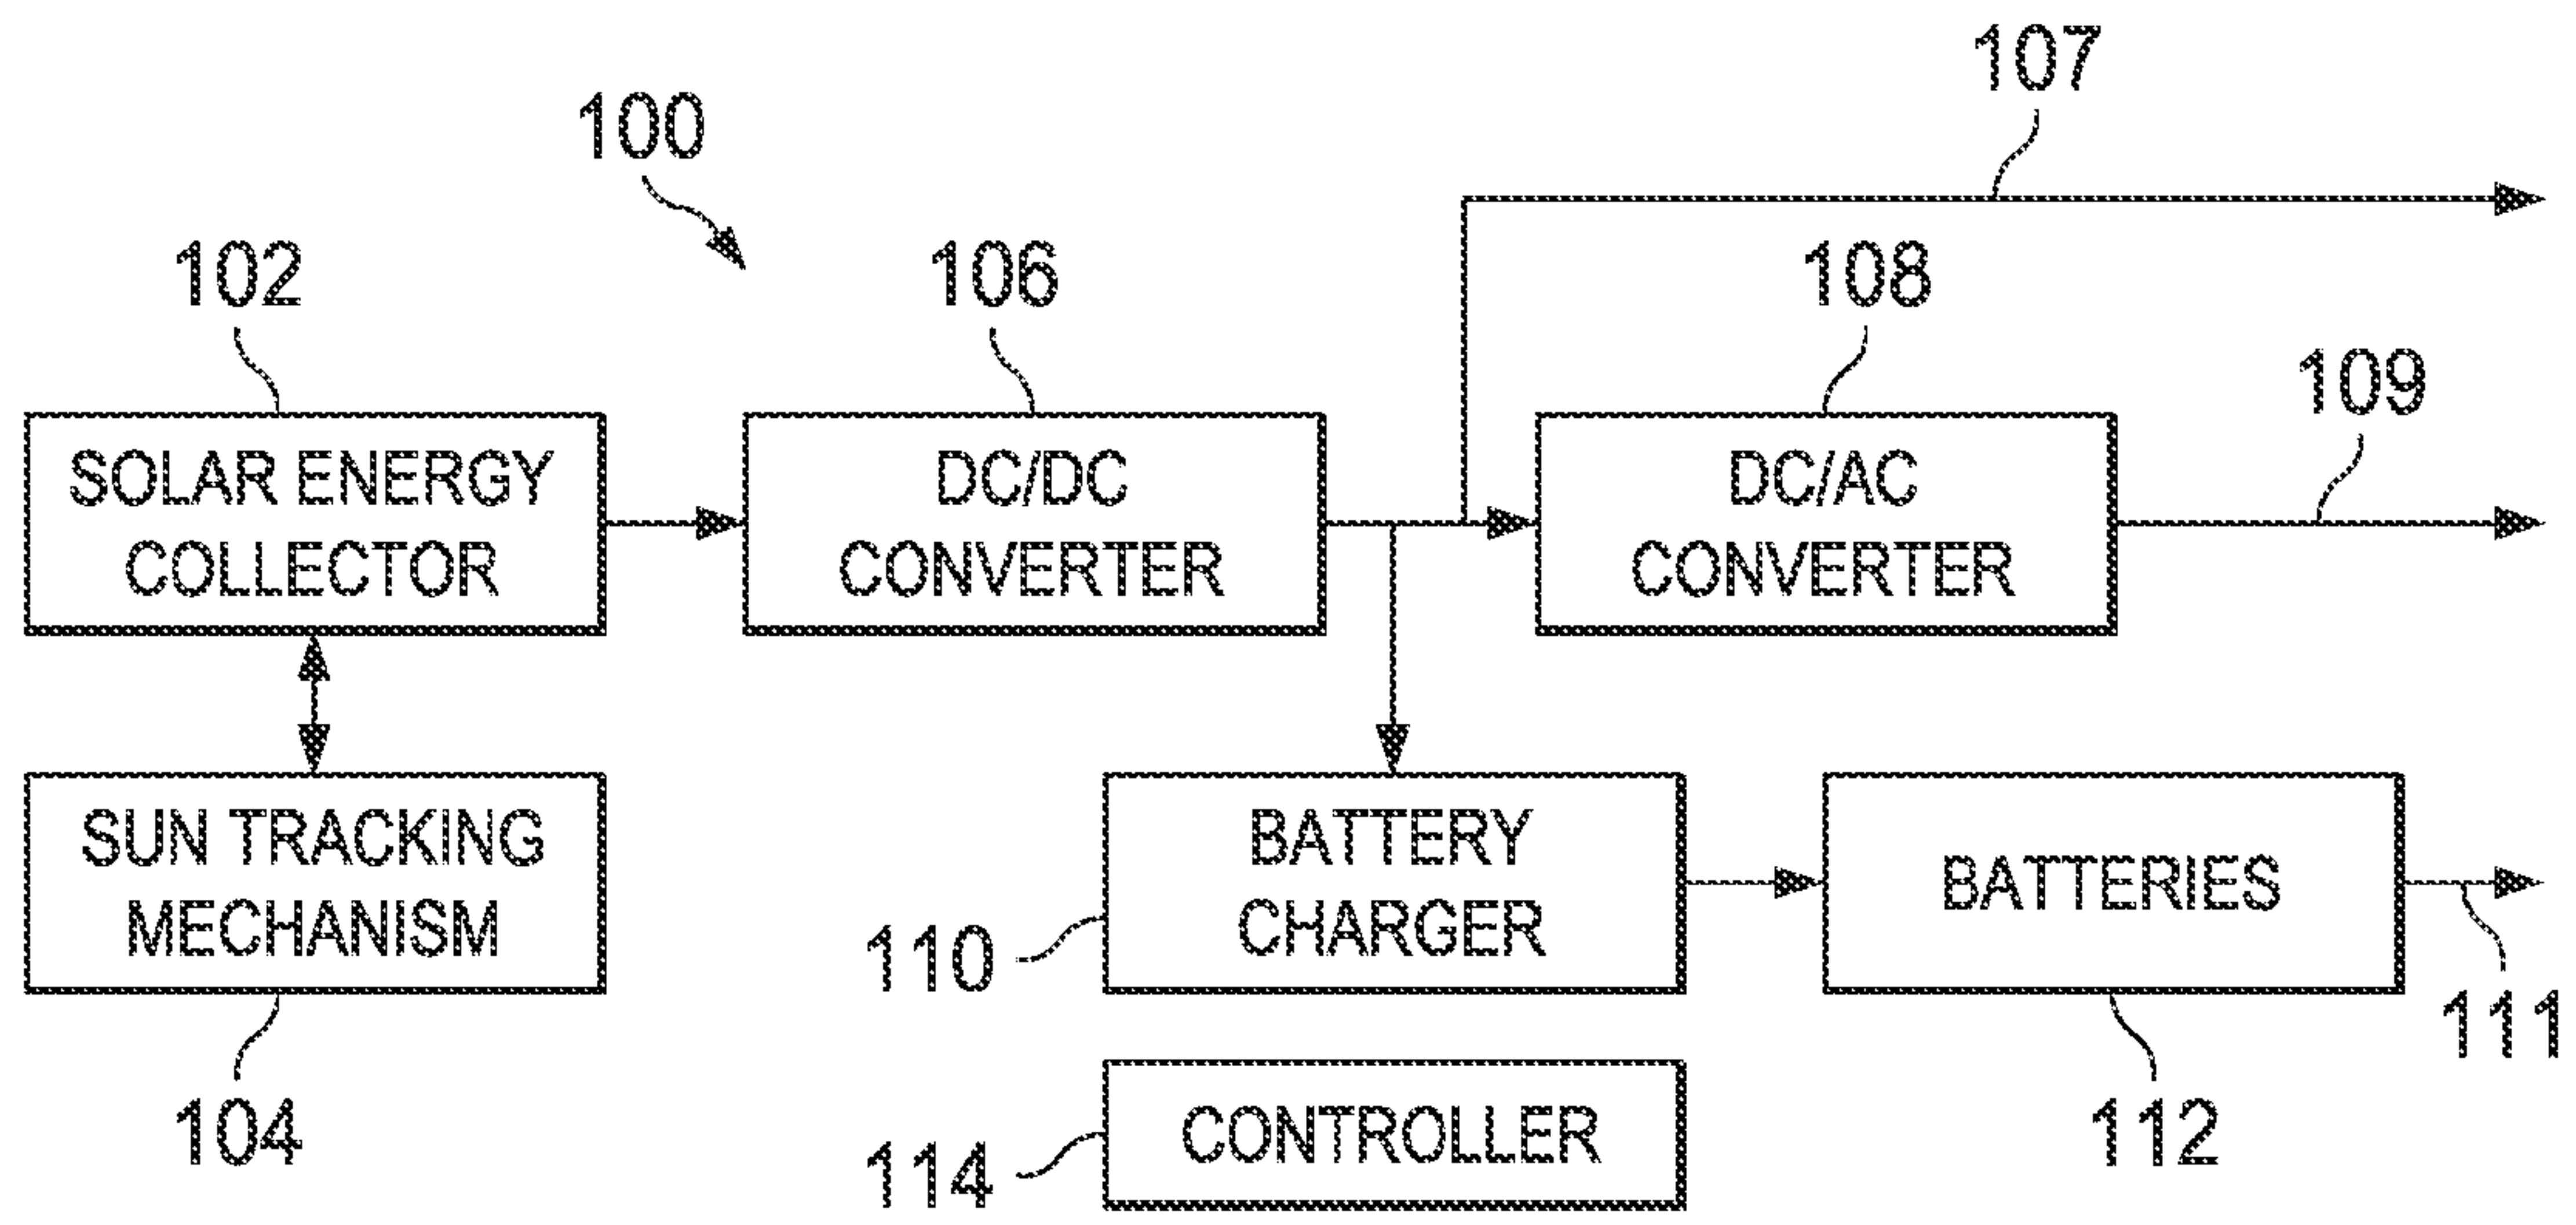 107
100
102
106
108
109
SOLAR ENERGY
COLLECTOR
DC/DC
CONVERTER
DC/AC
CONVERTER
SUN TRACKING
MECHANISM
BATTERY
CHARGER
BATTERIES
110
111
104
CONTROLLER
114
112